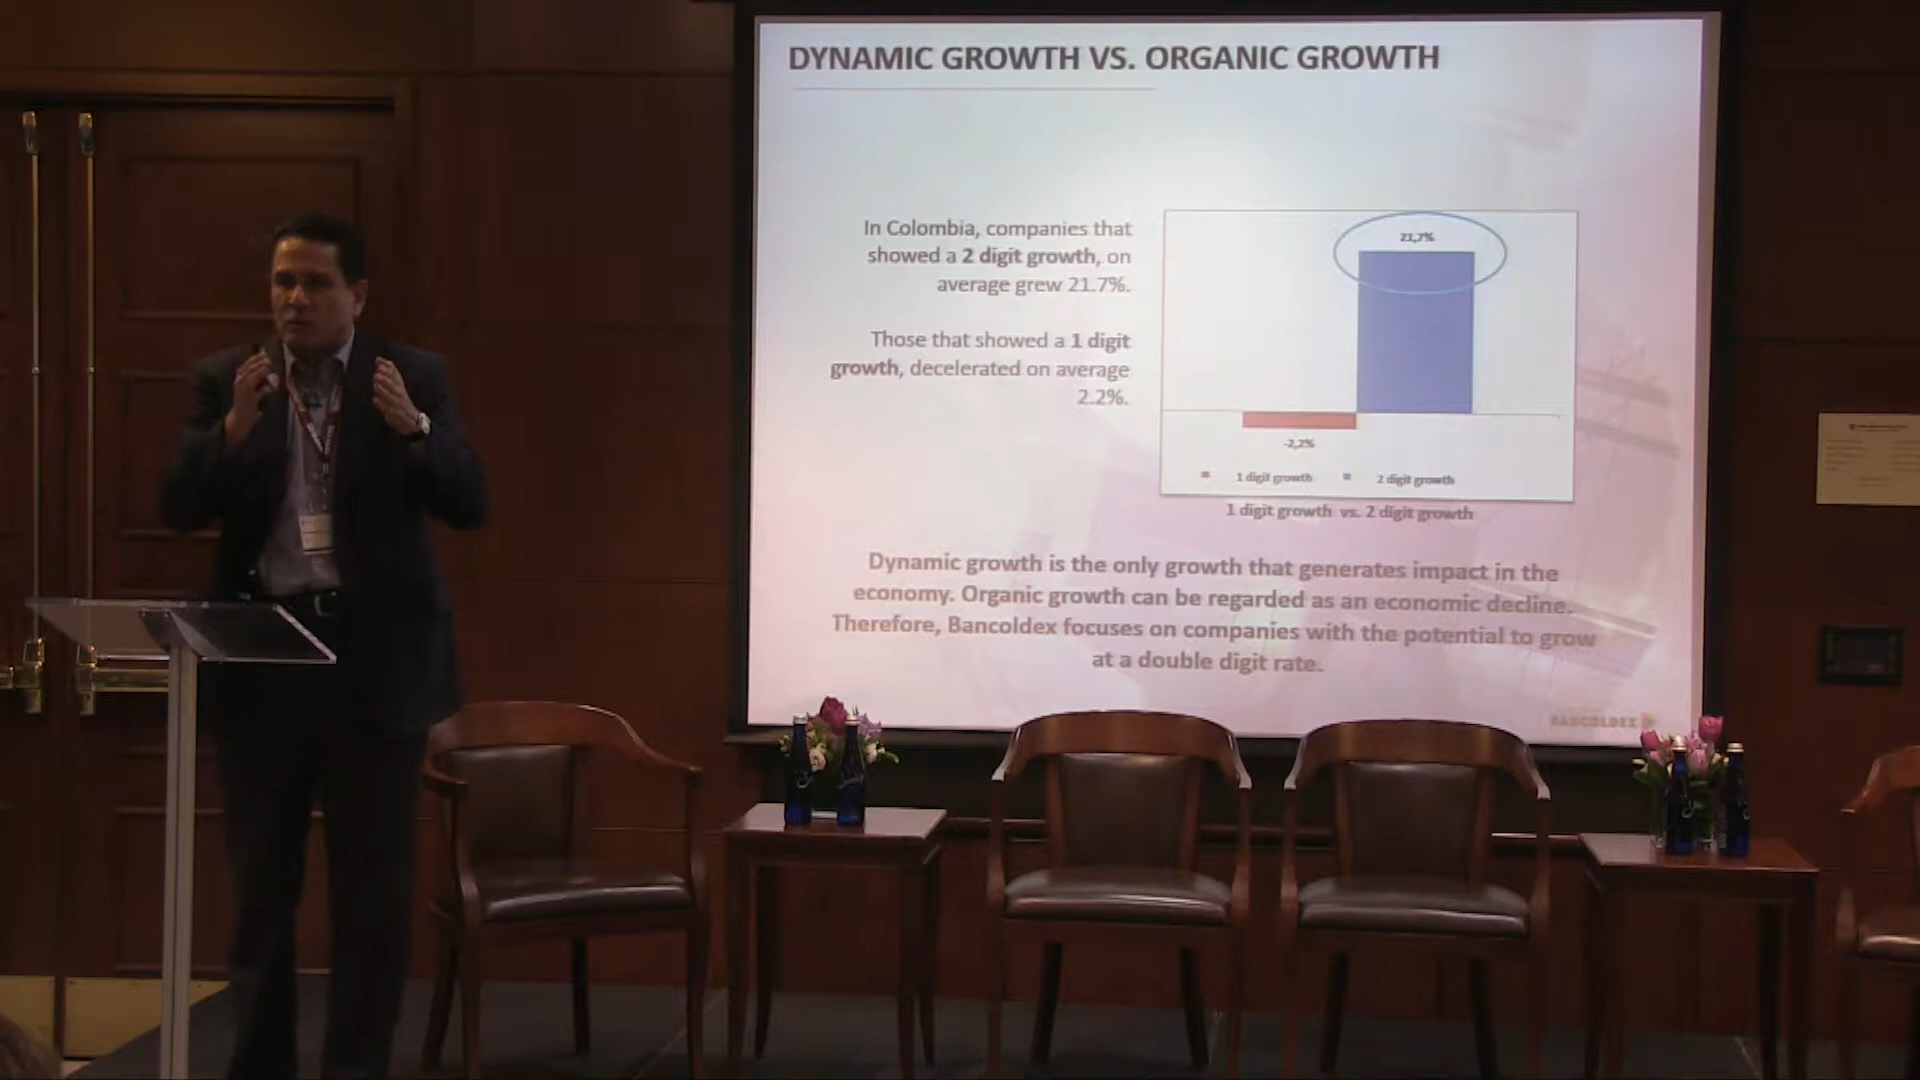 DYNAMIC GROWTH VS. ORGANIC GROWTH
In Colombia, companies that
showed a 2 digit growth, on
average grew 21.7%.
Those that showed a 1 digit
growth, decelerated on average
2.2%.
21,7%
-2,2%
1 digit growth 2 digit growth
1 digit growth vs. 2 digit growth
Dynamic growth is the only growth that generates impact in the
economy. Organic growth can be regarded as an economic decline.
Therefore, Bancoldex focuses on companies with the potential to grow
at a double digit rate.
BANCOLDEX